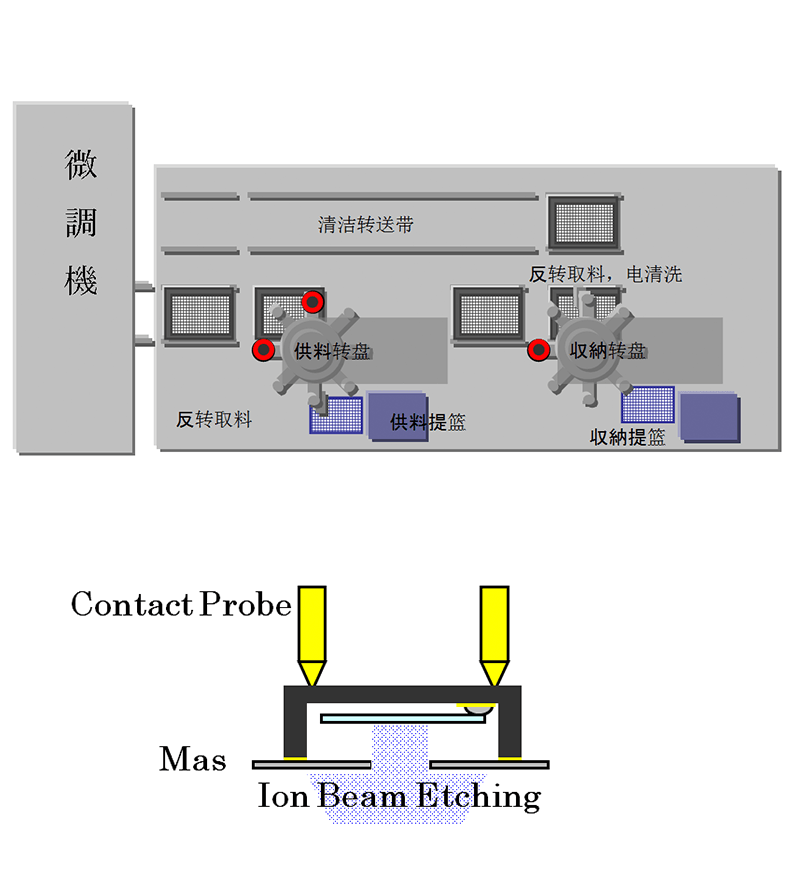 微
調
機
清洁转送带
反转取料，电清洗
供料转盘
收納转盘
反转取料
供料提篮
收納提篮
Contact Probe
Mas
Ion Beam Etching